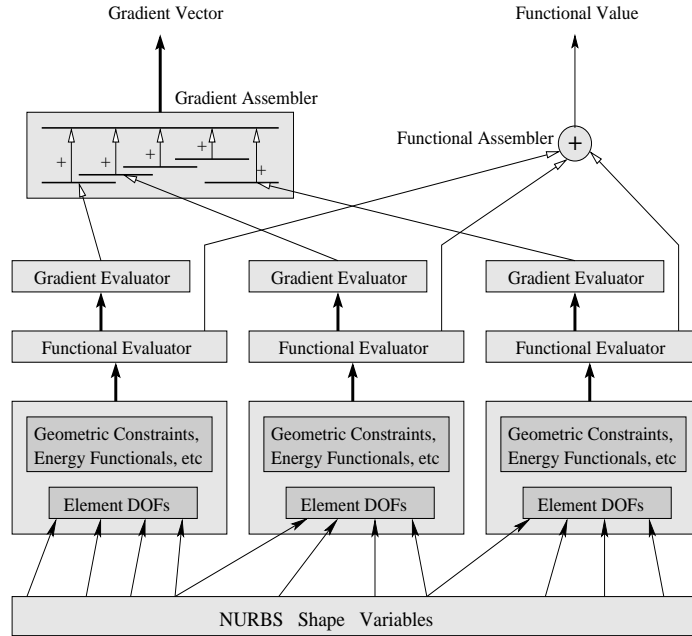 Gradient Vector
Functional Value
Gradient Assembler
Functional Assembler
+
+
+
+
+
+
Gradient Evaluator
Gradient Evaluator
Gradient Evaluator
Functional Evaluator
Functional Evaluator
Functional Evaluator
Geometric Constraints,
Energy Functionals, etc
Geometric Constraints,
Energy Functionals, etc
Geometric Constraints,
Energy Functionals, etc
Element DOFs
Element DOFs
Element DOFs
NURBS Shape Variables